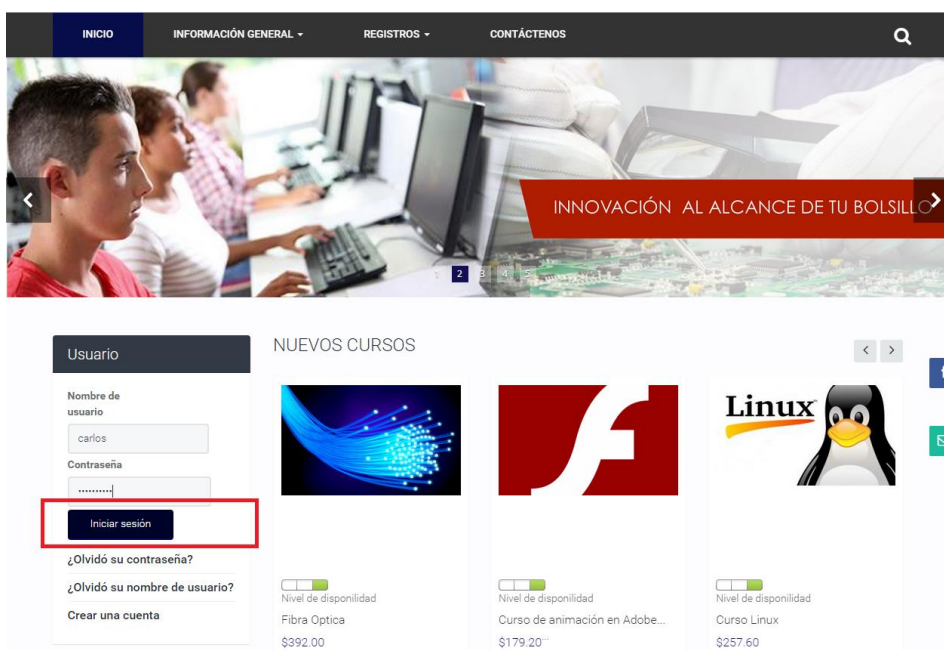 INICIO
INFORMACIÓN GENERAL
REGISTROS
CONTÁCTENOS
INNOVACIÓN AL ALCANCE DE TU BOLSILLO
2 3 4 5
Usuario
Nombre de
usuario
carlos
Contraseña
Iniciar sesión
¿Olvidó su contraseña?
¿Olvidó su nombre de usuario?
Crear una cuenta
NUEVOS CURSOS
Nivel de disponilidad
Fibra Optica
$392.00
Nivel de disponilidad
Curso de animación en Adobe...
$179.20
Linux
Nivel de disponilidad
Curso Linux
$257.60